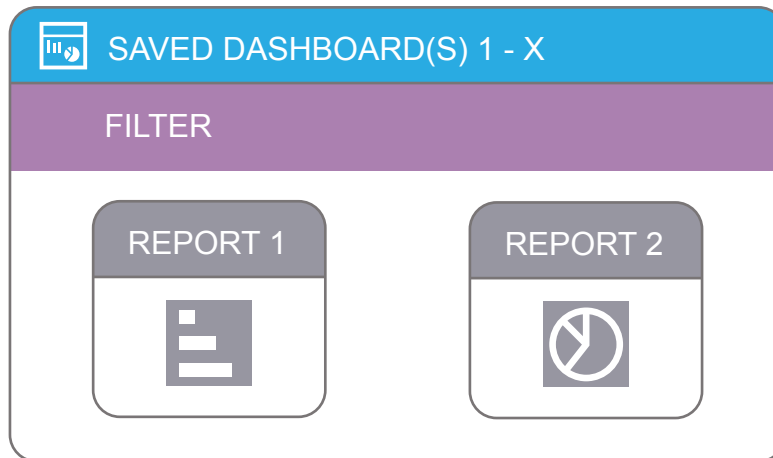 SAVED DASHBOARD(S) 1 - X
FILTER
REPORT 1
REPORT 2